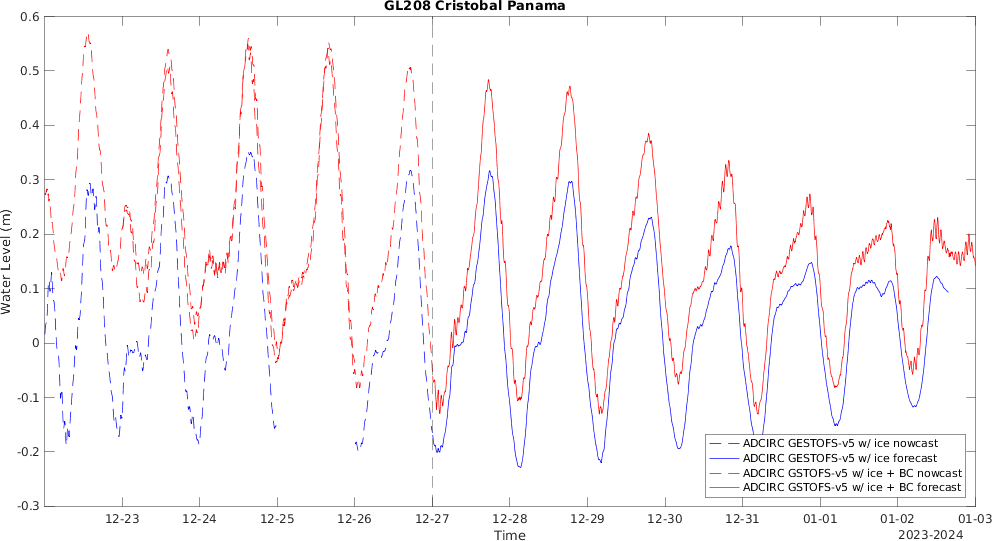 GL208 Cristobal Panama
0.6
0.5
0.4
0.3
0.2
0.1
0
-0.1
-0.2
-0.3
Water Level (m)
ADCIRC GESTOFS-v5 w/ ice nowcast
ADCIRC GESTOFS-v5 w/ ice forecast
ADCIRC GSTOFS-v5 w/ ice + BC nowcast
ADCIRC GSTOFS-v5 w/ ice + BC forecast
12-23 12-24 12-25 12-26 12-27 12-28 12-29 12-30 12-31 01-01 01-02 01-03
Time
2023-2024